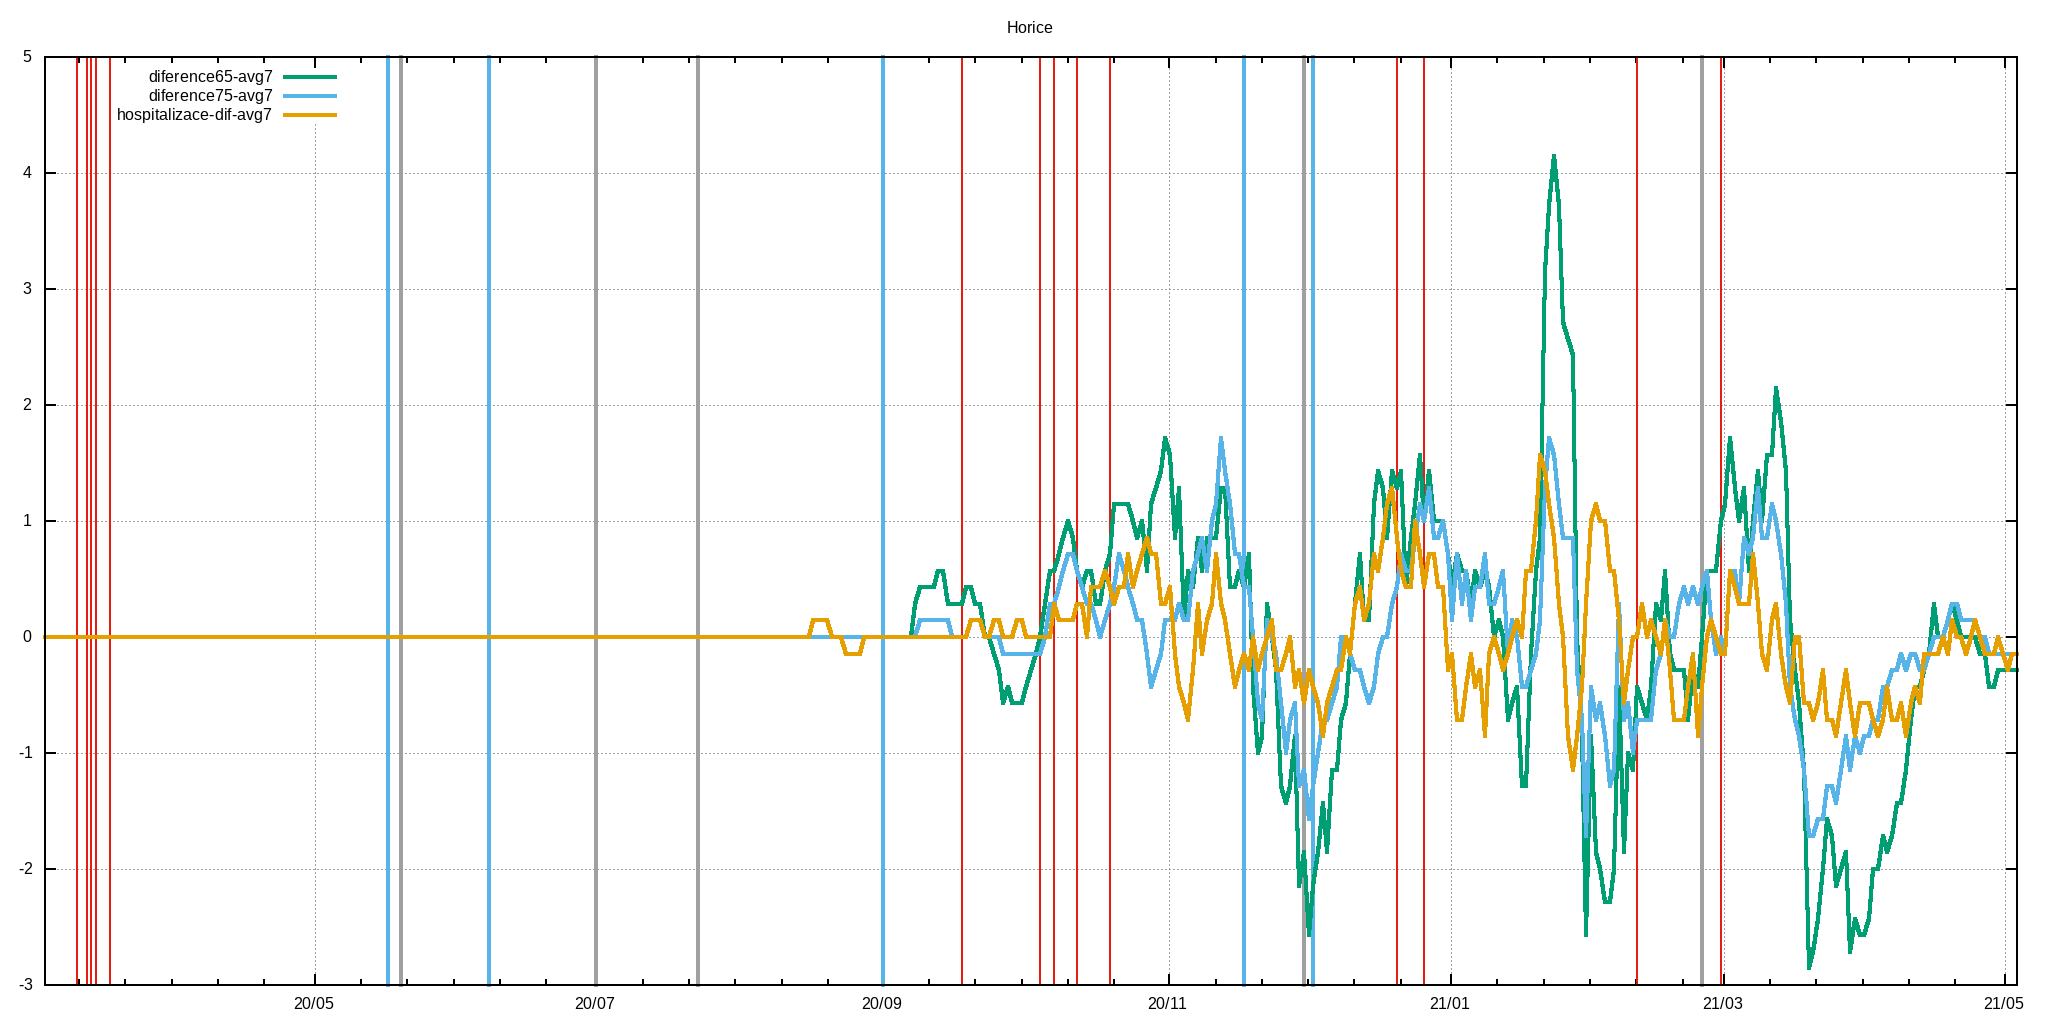 Horice
5
diference65-avg7
diference75-avg7
hospitalizace-dif-avg7
4
3
2
1
0
-1
-2
-3
20/05 20/07 20/09 20/11 21/01 21/03 21/05